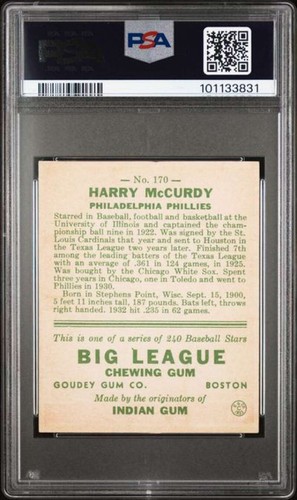 PSA
101133831
— No. 170 —
HARRY McCURDY
PHILADELPHIA PHILLIES
Starred in Baseball, football and basketball at the
University of Illinois and captained the cham-
pionship ball nine in 1922. Was signed by the St.
Louis Cardinals that year and sent to Houston in
the Texas League two years later. Finished 7th
among the leading batters of the Texas League
with an average of .361 in 124 games, in 1925.
Was bought by the Chicago White Sox. Spent
three years in Chicago, one in Toledo and went to
Phillies in 1930.
Born in Stephens Point, Wisc. Sept. 15, 1900,
5 feet 11 inches tall, 187 pounds. Bats left, throws
right handed. 1932 hit .235 in 62 games.
This is one of a series of 240 Baseball Stars
BIG LEAGUE
CHEWING GUM
GOUDEY GUM CO. BOSTON
Made by the originators of
INDIAN GUM